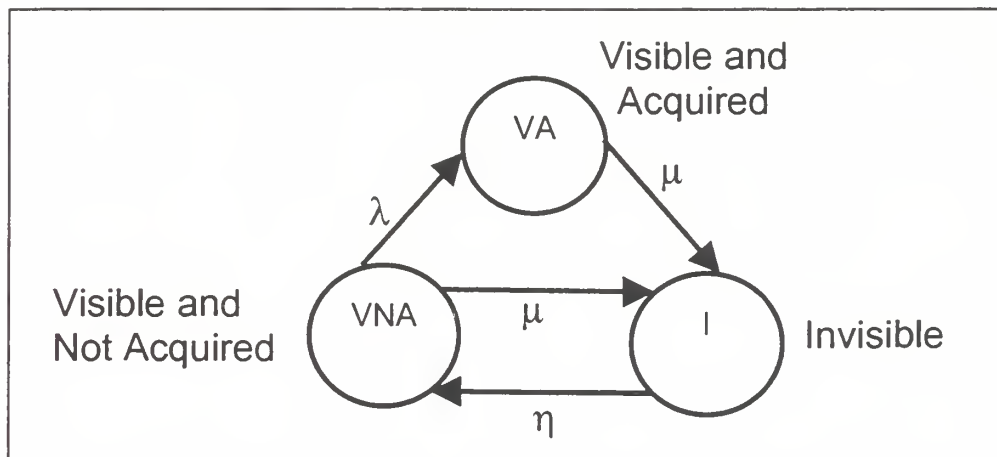 Visible and
Acquired
VA
μ
λ
Visible and
Not Acquired
VNA
μ
I
Invisible
η